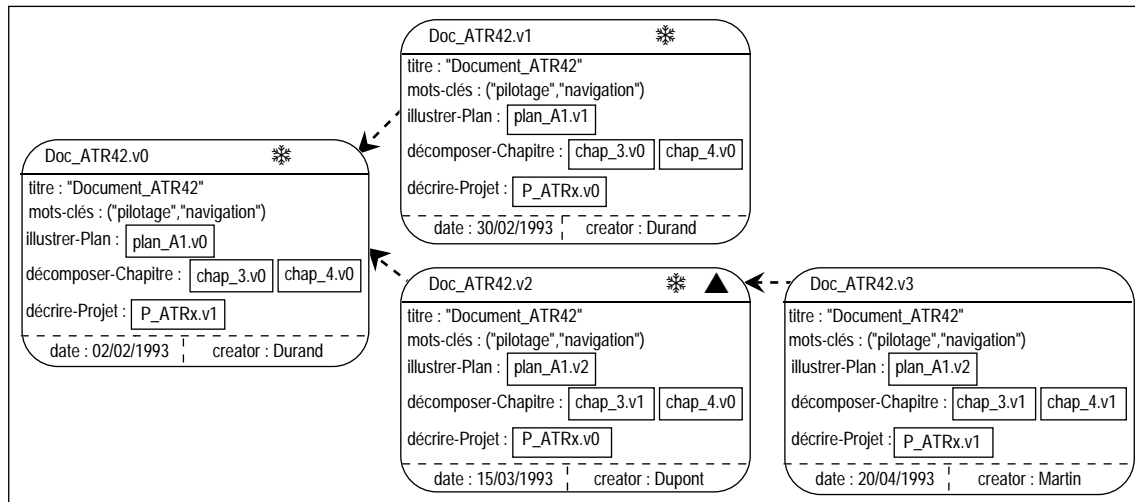 Doc_ATR42.v1
titre : "Document_ATR42"
mots-clés : ("pilotage","navigation")
illustrer-Plan : plan_A1.v1
décomposer-Chapitre : chap_3.v0 chap_4.v0
décrire-Projet : P_ATRx.v0
date : 30/02/1993 creator : Durand
Doc_ATR42.v0
titre : "Document_ATR42"
mots-clés : ("pilotage","navigation")
illustrer-Plan : plan_A1.v0
décomposer-Chapitre : chap_3.v0 chap_4.v0
décrire-Projet : P_ATRx.v1
date : 02/02/1993 creator : Durand
Doc_ATR42.v2
titre : "Document_ATR42"
mots-clés : ("pilotage","navigation")
illustrer-Plan : plan_A1.v2
décomposer-Chapitre : chap_3.v1 chap_4.v0
décrire-Projet : P_ATRx.v0
date : 15/03/1993 creator : Dupont
Doc_ATR42.v3
titre : "Document_ATR42"
mots-clés : ("pilotage","navigation")
illustrer-Plan : plan_A1.v2
décomposer-Chapitre : chap_3.v1 chap_4.v1
décrire-Projet : P_ATRx.v1
date : 20/04/1993 creator : Martin